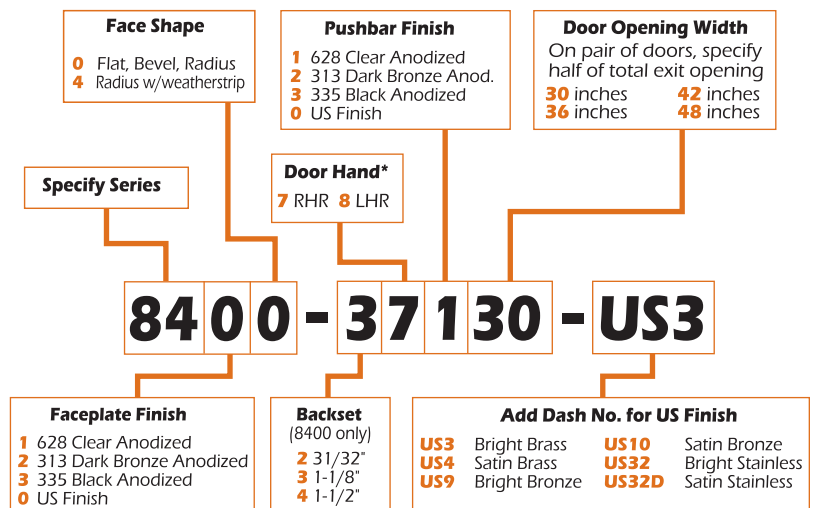 Face Shape
0 Flat, Bevel, Radius
4 Radius w/weatherstrip
Pushbar Finish
1 628 Clear Anodized
2 313 Dark Bronze Anod.
3 335 Black Anodized
0 US Finish
Door Opening Width
On pair of doors, specify
half of total exit opening
30 inches 42 inches
36 inches 48 inches
Specify Series
Door Hand*
7 RHR 8 LHR
8400-37130-US3
Faceplate Finish
1 628 Clear Anodized
2 313 Dark Bronze Anodized
3 335 Black Anodized
0 US Finish
Backset
(8400 only)
2 31/32"
3 1-1/8"
4 1-1/2"
Add Dash No. for US Finish
US3 Bright Brass US10 Satin Bronze
US4 Satin Brass US32 Bright Stainless
US9 Bright Bronze US32D Satin Stainless